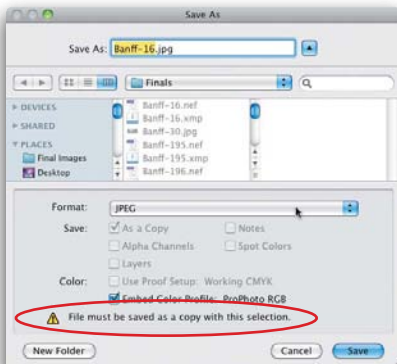 Save As
Save As: Banff-16.jpg
Finals
DEVICES
SHARED
PLACES
Final Images
Desktop
Banff-16.nef
Banff-16.xmp
Banff-30.jpg
Banff-195.nef
Banff-195.xmp
Banff-196.nef
Format: JPEG
Save: As a Copy Notes
Alpha Channels Spot Colors
Layers
Color: Use Proof Setup: Working CMYK
Embed Color Profile: ProPhoto RGB
File must be saved as a copy with this selection.
New Folder Cancel Save